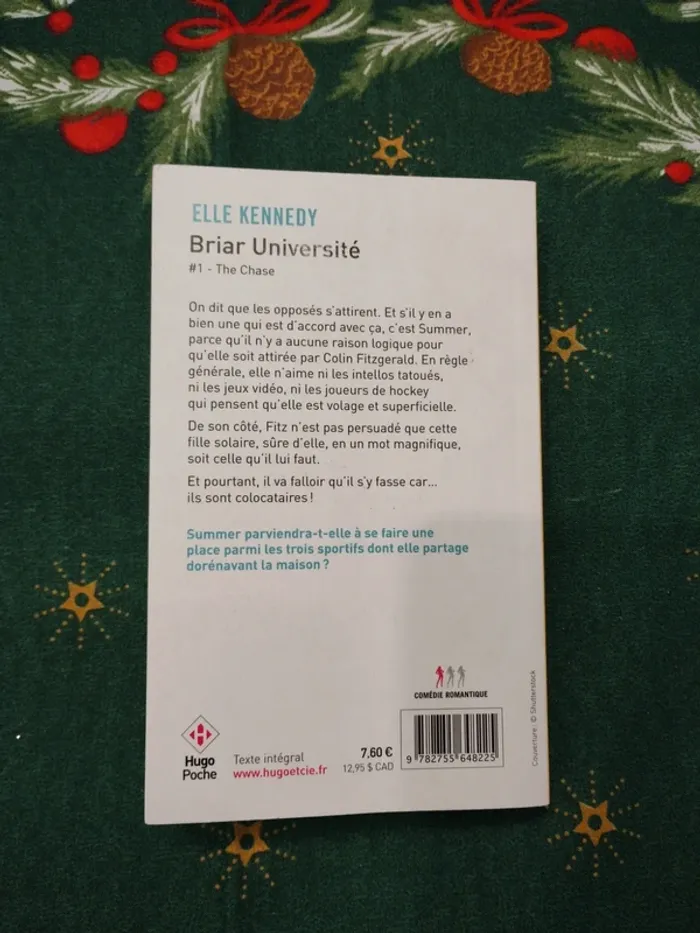 ELLE KENNEDY
Briar Université
#1 - The Chase
On dit que les opposés s'attirent. Et s'il y en a
bien une qui est d'accord avec ça, c'est Summer,
parce qu'il n'y a aucune raison logique pour
qu'elle soit attirée par Colin Fitzgerald. En règle
générale, elle n'aime ni les intellos tatoués,
ni les jeux vidéo, ni les joueurs de hockey
qui pensent qu'elle est volage et superficielle.
De son côté, Fitz n'est pas persuadé que cette
fille solaire, sûre d'elle, en un mot magnifique,
soit celle qu'il lui faut.
Et pourtant, il va falloir qu'il s'y fasse car...
ils sont colocataires !
Summer parviendra-t-elle à se faire une
place parmi les trois sportifs dont elle partage
dorénavant la maison ?
COMÉDIE ROMANTIQUE
Hugo
Poche
Texte intégral
www.hugoetcie.fr
7,60 €
12,95 $ CAD
9 782755 648225
Couverture : © Shutterstock